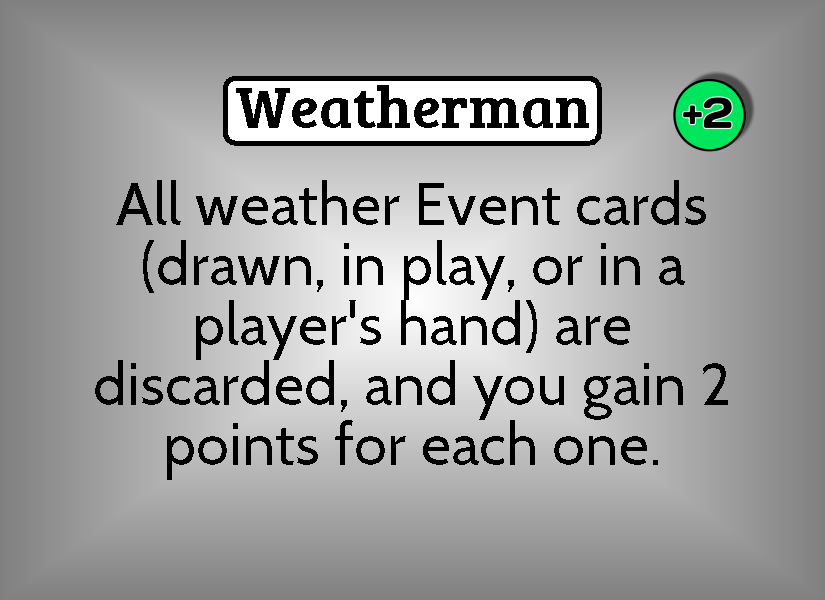 Weatherman
+2
All weather Event cards
(drawn, in play, or in a
player's hand) are
discarded, and you gain 2
points for each one.